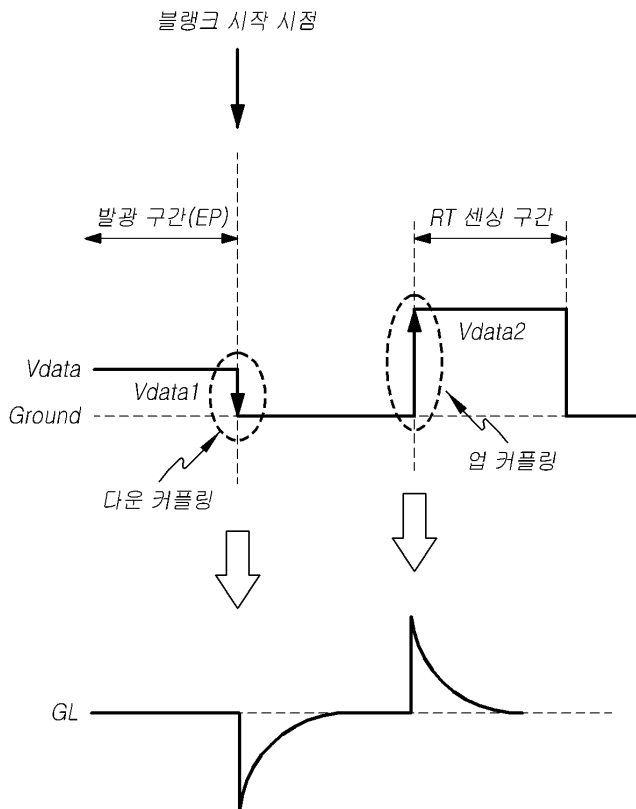 블랭크 시작 시점
발광 구간(EP)
RT 센싱 구간
Vdata
Vdata1
Vdata2
Ground
다운 커플링
업 커플링
GL